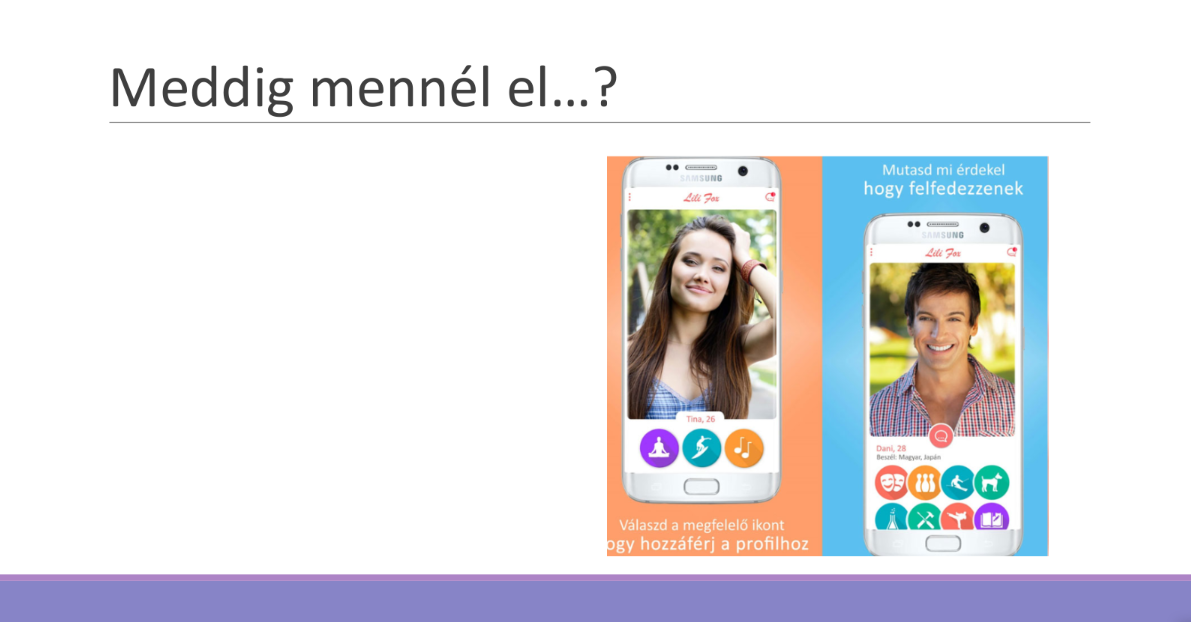 Meddig mennél el...?
SAMSUNG
Lili Fox
Tina, 26
Válaszd a megfelelő ikont
ogy hozzáférj a profilhoz
Mutasd mi érdekel
hogy felfedezzenek
SAMSUNG
Lili Fox
Dani, 28
Beszél: Magyar, Japán